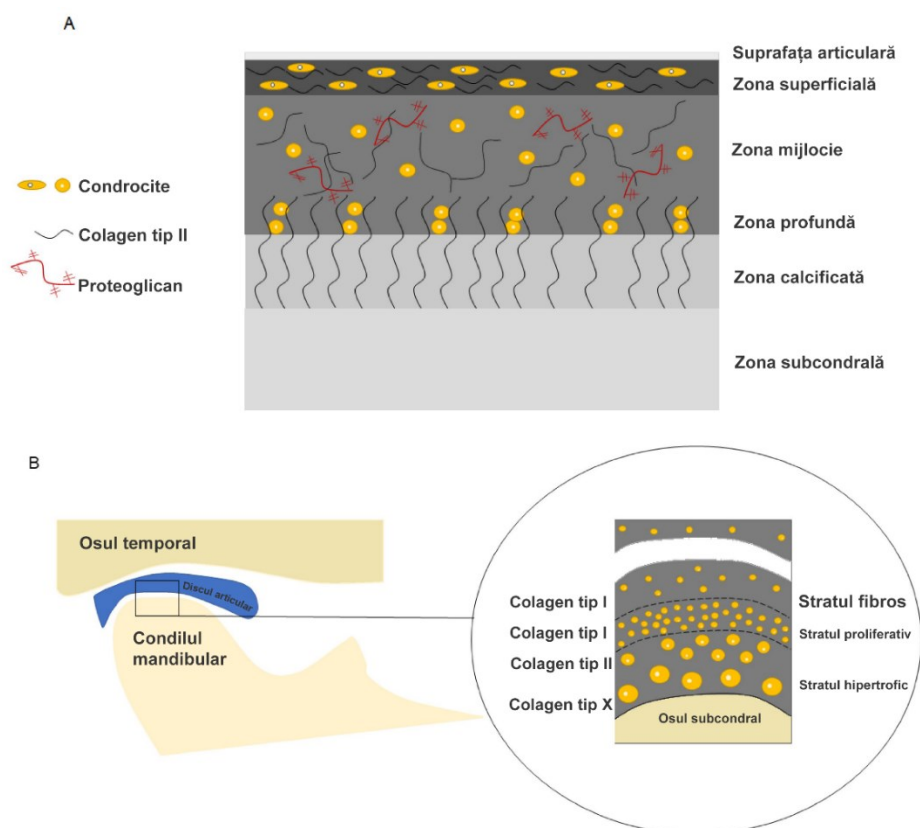 A
Suprafața articulară
Zona superficială
Zona mijlocie
Condrocite
Colagen tip II
Zona profundă
Proteoglican
Zona calcificată
Zona subcondrală
B
Osul temporal
Discul articular
Condilul
mandibular
Colagen tip I
Stratul fibros
Colagen tip I
Stratul proliferativ
Colagen tip II
Stratul hipertrofic
Colagen tip X
Osul subcondral